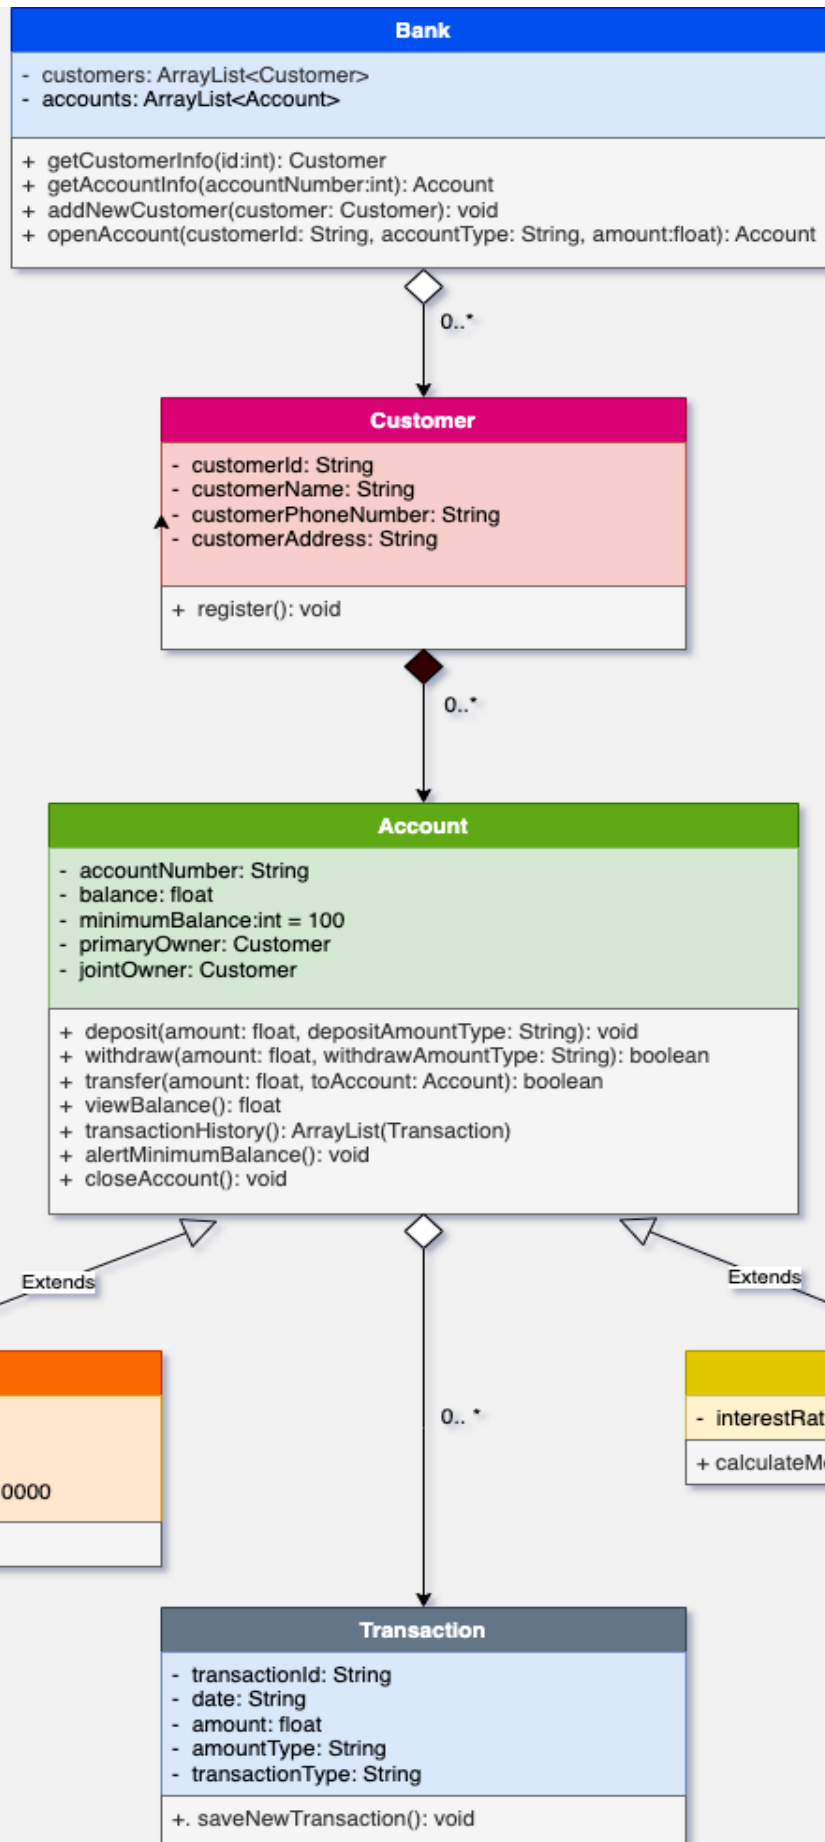 Bank
- customers: ArrayList<Customer>
- accounts: ArrayList<Account>
+ getCustomerInfo(id:int): Customer
+ getAccountInfo(accountNumber:int): Account
+ addNewCustomer(customer: Customer): void
+ openAccount(customerId: String, accountType: String, amount:float): Account
0..*
Customer
- customerId: String
- customerName: String
- customerPhoneNumber: String
- customerAddress: String
+ register(): void
0..*
Account
- accountNumber: String
- balance: float
- minimumBalance:int = 100
- primaryOwner: Customer
- jointOwner: Customer
+ deposit(amount: float, depositAmountType: String): void
+ withdraw(amount: float, withdrawAmountType: String): boolean
+ transfer(amount: float, toAccount: Account): boolean
+ viewBalance(): float
+ transactionHistory(): ArrayList(Transaction)
+ alertMinimumBalance(): void
+ closeAccount(): void
Extends
Extends
0.. *
- interestRat
+ calculateM
0000
Transaction
- transactionId: String
- date: String
- amount: float
- amountType: String
- transactionType: String
+. saveNewTransaction(): void